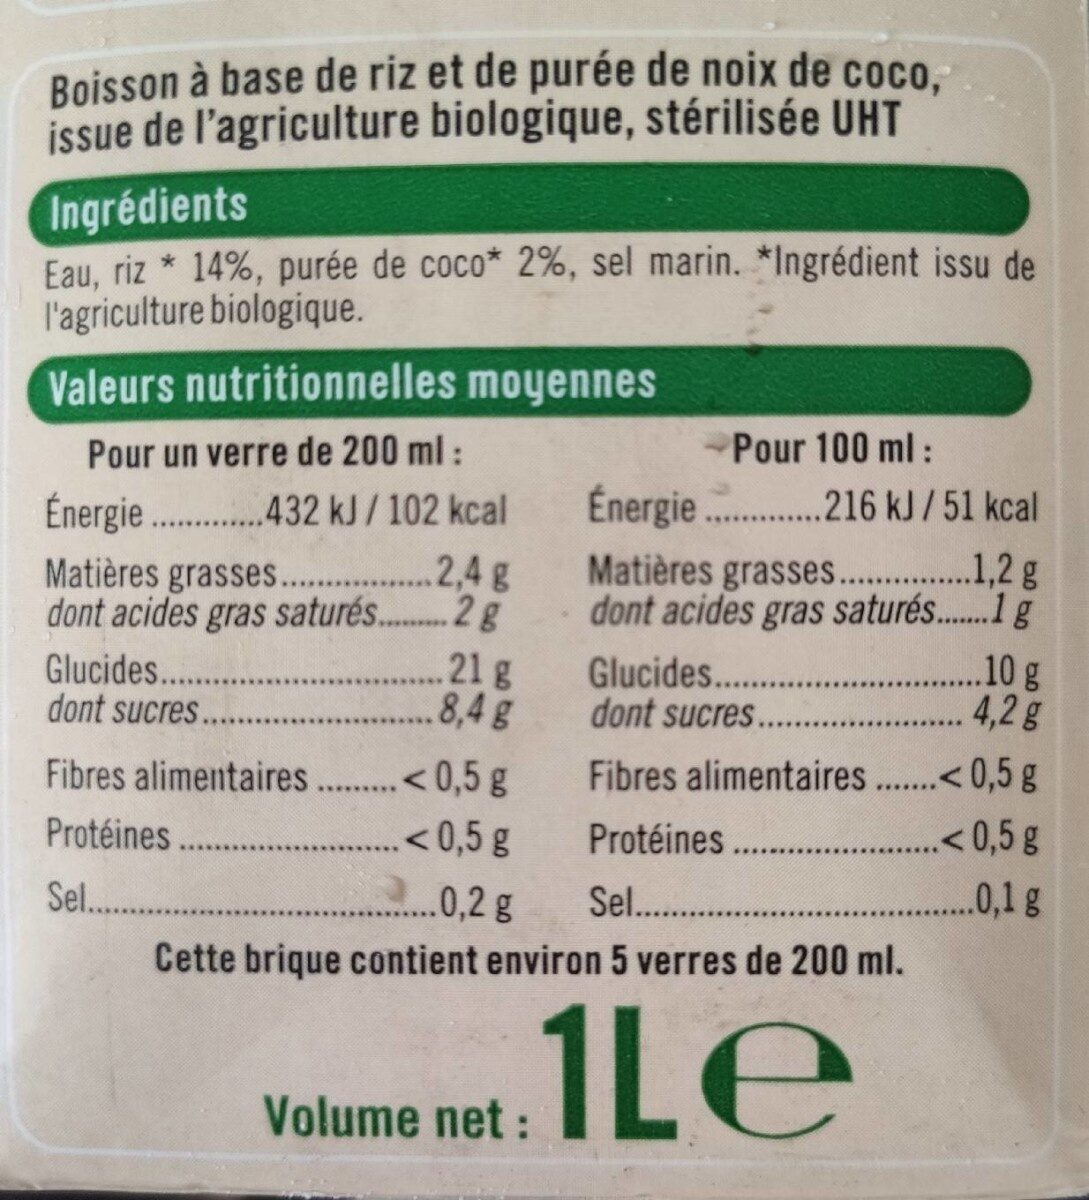 Boisson à base de riz et de purée de noix de coco,
issue de l'agriculture biologique, stérilisée UHT
Ingrédients
Eau, riz * 14%, purée de coco* 2%, sel marin. *Ingrédient issu de
l'agriculture biologique.
Valeurs nutritionnelles moyennes
Pour un verre de 200 ml :
Énergie .............432 kJ / 102 kcal
Matières grasses..................2,4 g
dont acides gras saturés..........2 g
Glucides.................................21 g
dont sucres...........................8,4 g
Fibres alimentaires .........< 0,5 g
Protéines ..........................< 0,5 g
Sel........................................0,2 g
Pour 100 ml :
Énergie .............216 kJ / 51 kcal
Matières grasses...............1,2 g
dont acides gras saturés.......1 g
Glucides...............................10 g
dont sucres........................ 4,2 g
Fibres alimentaires .......< 0,5 g
Protéines ........................< 0,5 g
Sel.......................................0,1 g
Cette brique contient environ 5 verres de 200 ml.
Volume net : 1L e